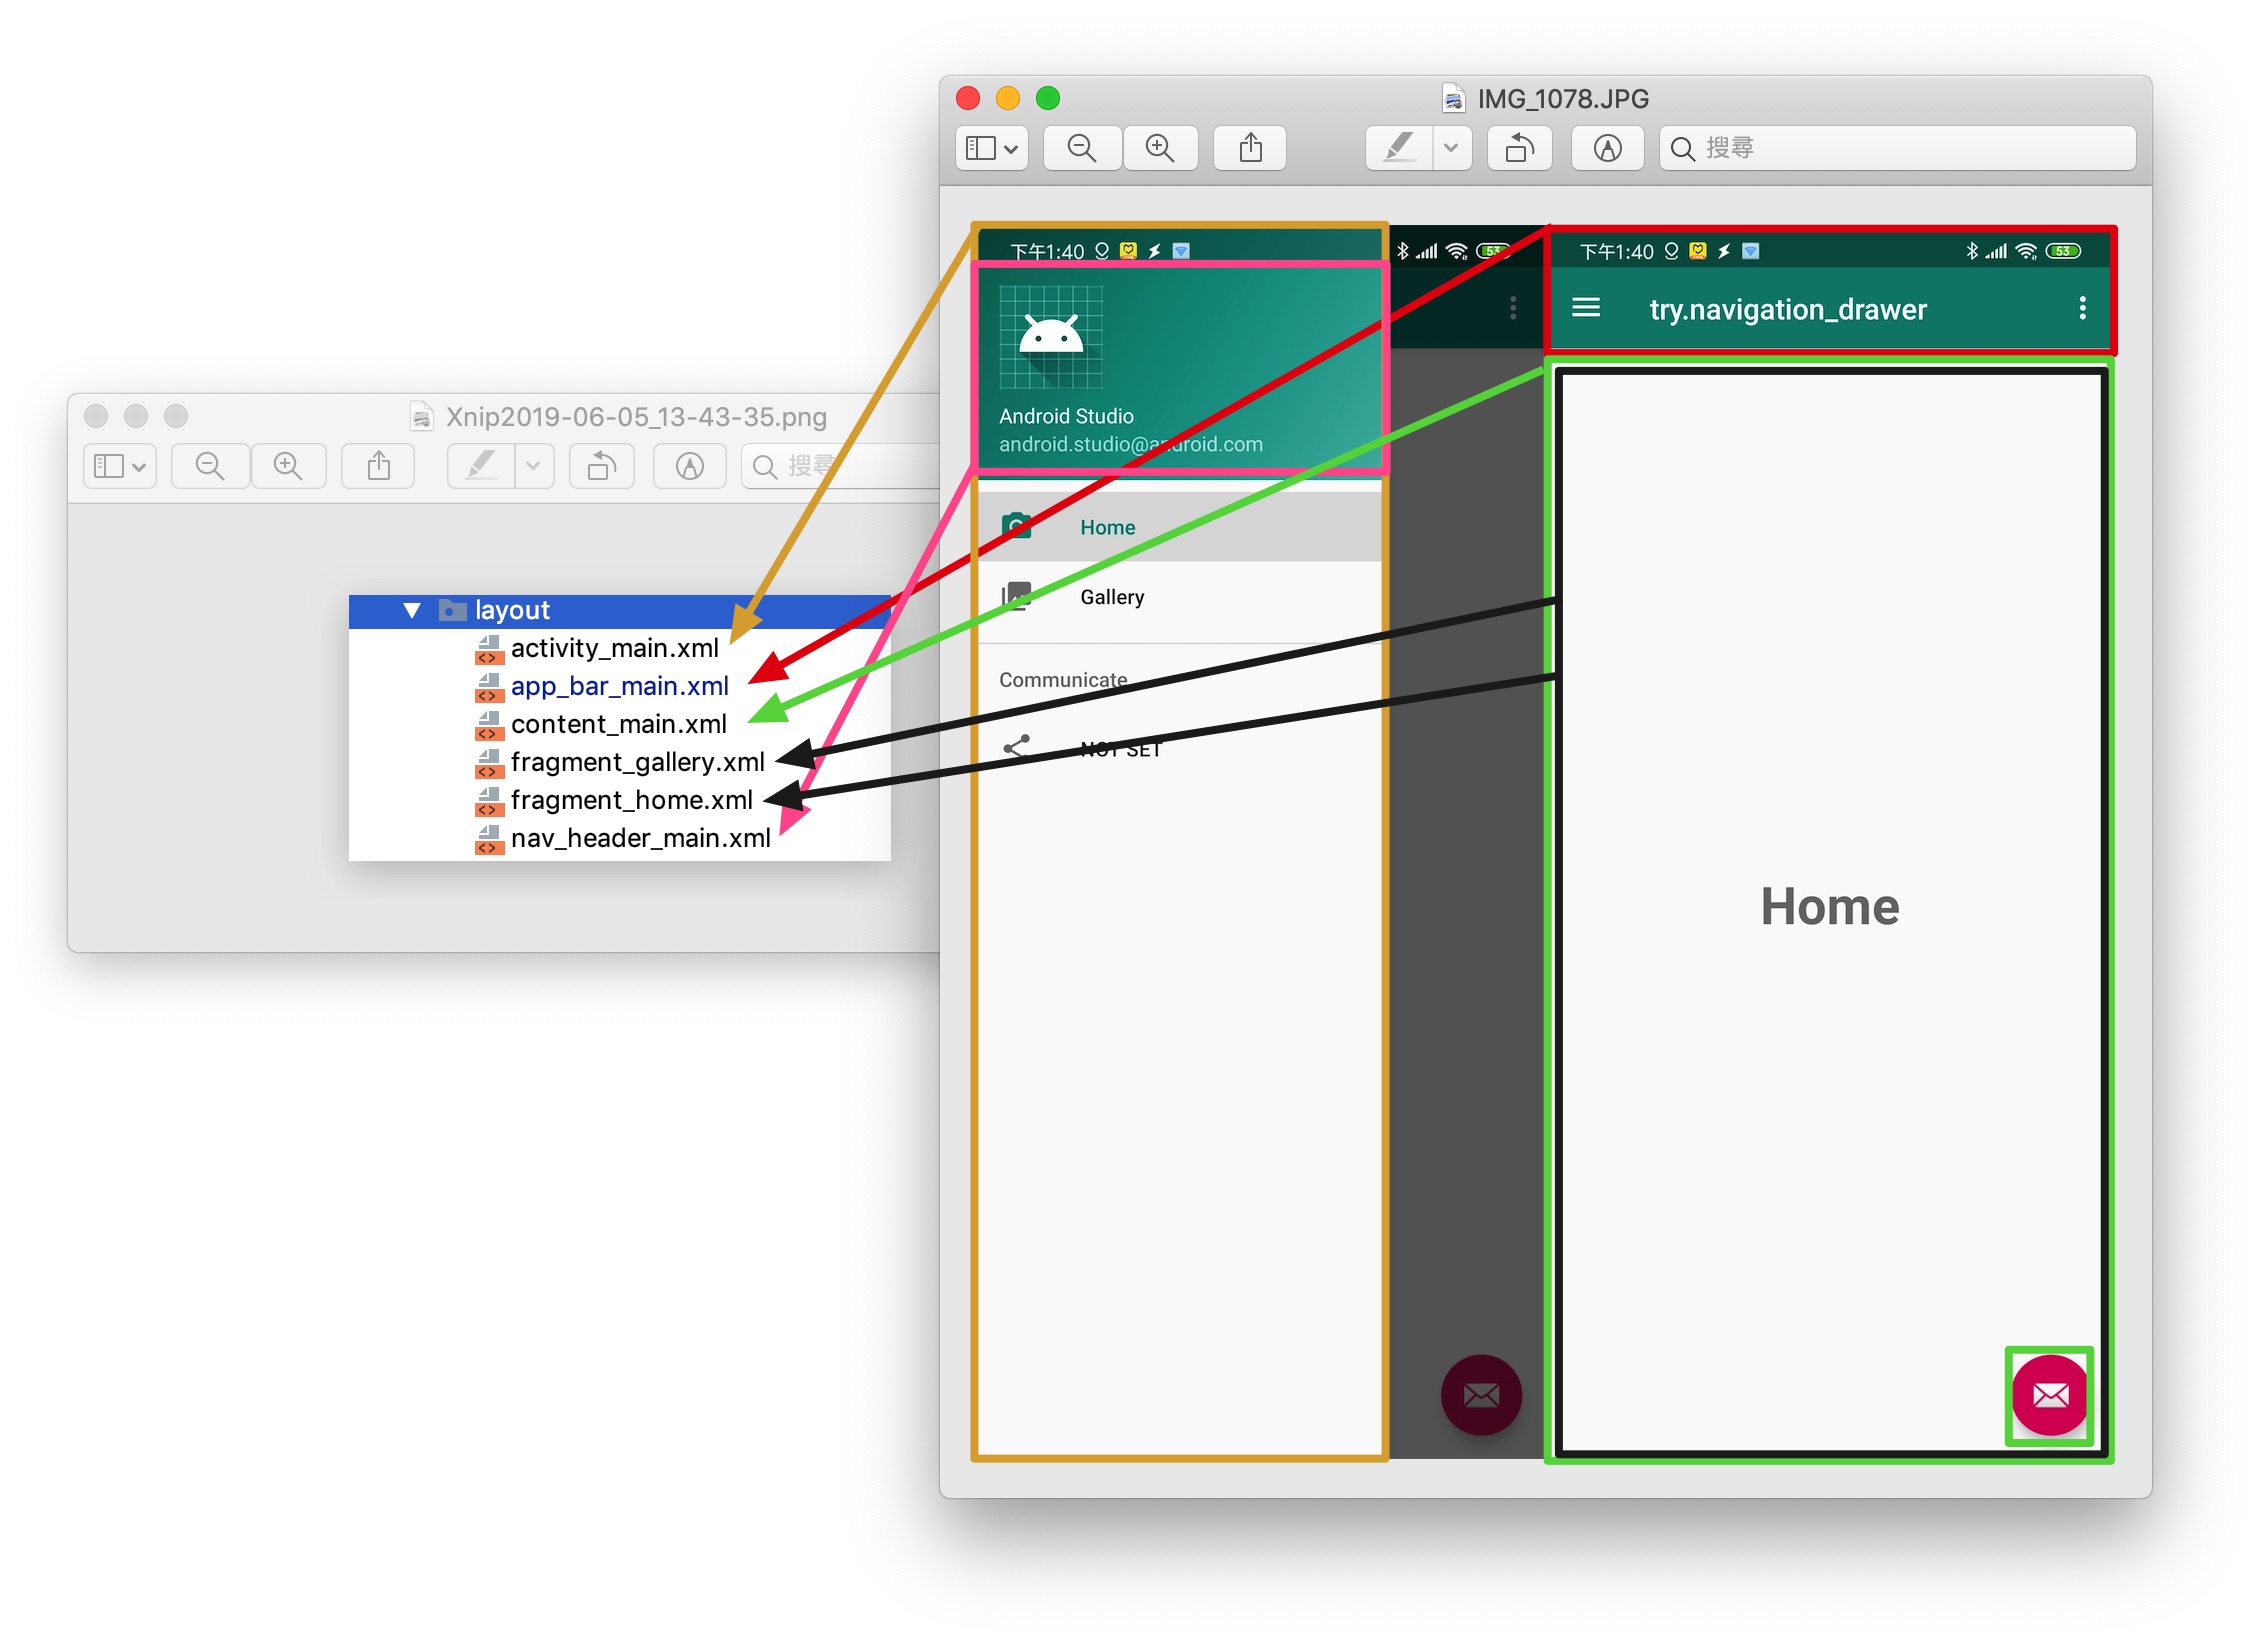 IMG_1078.JPG
搜尋
Xnip2019-06-05_13-43-35.png
搜尋
layout
activity_main.xml
app_bar_main.xml
content_main.xml
fragment_gallery.xml
fragment_home.xml
nav_header_main.xml
下午1:40
53
Android Studio
android.studio@android.com
Home
Gallery
Communicate
NOT SET
下午1:40
53
try.navigation_drawer
Home